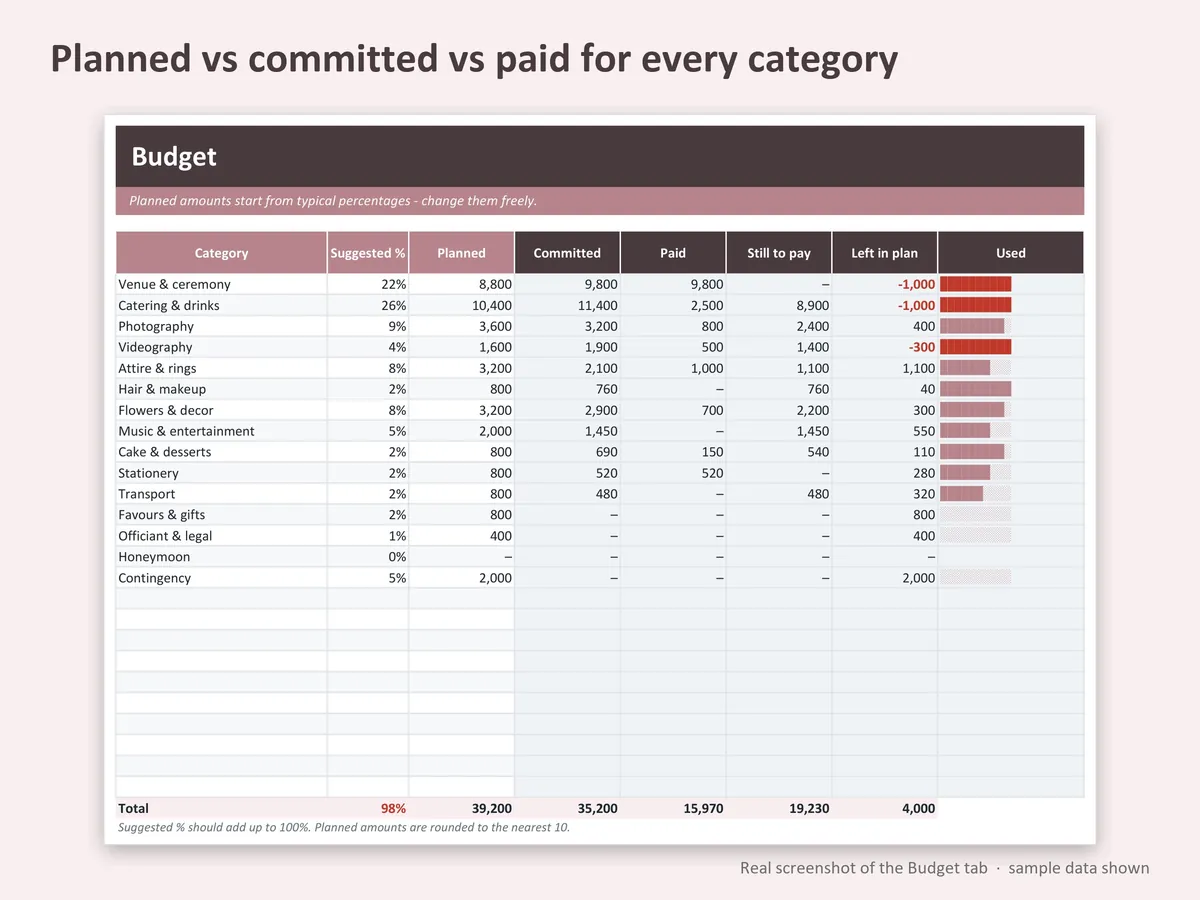 Planned vs committed vs paid for every category
Budget
Planned amounts start from typical percentages - change them freely.
Category Suggested % Planned Committed Paid Still to pay Left in plan Used
Venue & ceremony 22% 8,800 9,800 9,800 – -1,000
Catering & drinks 26% 10,400 11,400 2,500 8,900 -1,000
Photography 9% 3,600 3,200 800 2,400 400
Videography 4% 1,600 1,900 500 1,400 -300
Attire & rings 8% 3,200 2,100 1,000 1,100 1,100
Hair & makeup 2% 800 760 – 760 40
Flowers & decor 8% 3,200 2,900 700 2,200 300
Music & entertainment 5% 2,000 1,450 – 1,450 550
Cake & desserts 2% 800 690 150 540 110
Stationery 2% 800 520 520 – 280
Transport 2% 800 480 – 480 320
Favours & gifts 2% 800 – – – 800
Officiant & legal 1% 400 – – – 400
Honeymoon 0% – – – – –
Contingency 5% 2,000 – – – 2,000
Total 98% 39,200 35,200 15,970 19,230 4,000
Suggested % should add up to 100%. Planned amounts are rounded to the nearest 10.
Real screenshot of the Budget tab · sample data shown